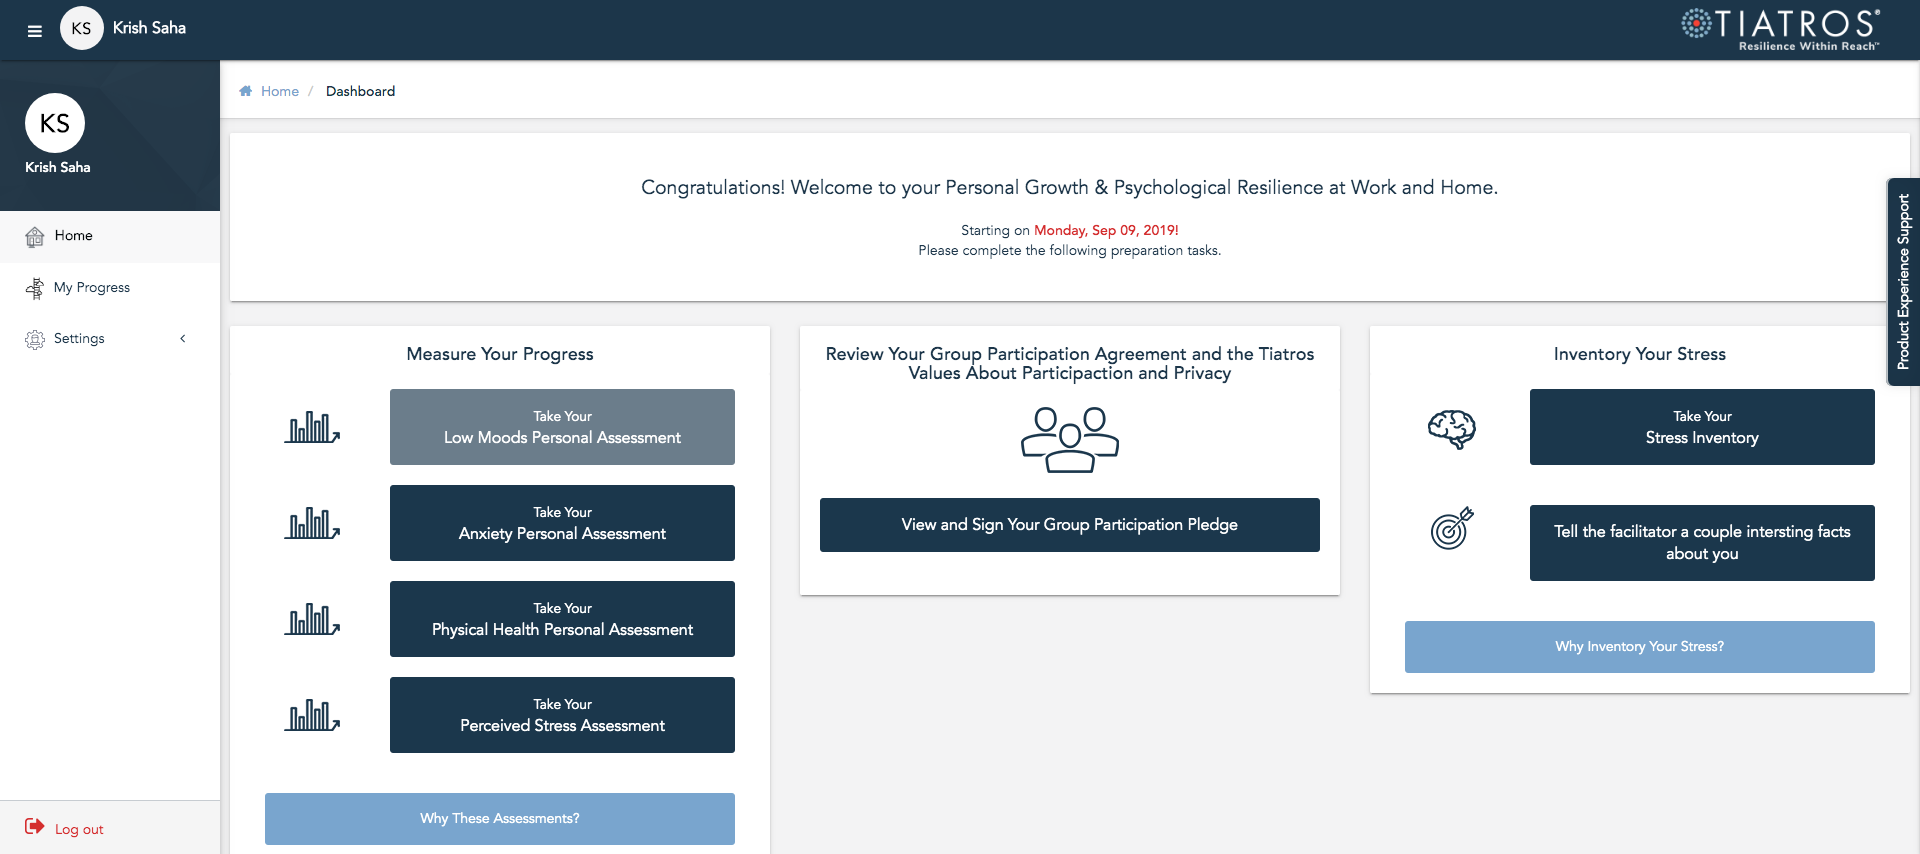 KS
Krish Saha
TIATROS®
Resilience Within Reach™
KS
Krish Saha
Home
My Progress
Settings
Log out
Home / Dashboard
Congratulations! Welcome to your Personal Growth & Psychological Resilience at Work and Home.
Starting on Monday, Sep 09, 2019!
Please complete the following preparation tasks.
Measure Your Progress
Take Your
Low Moods Personal Assessment
Take Your
Anxiety Personal Assessment
Take Your
Physical Health Personal Assessment
Take Your
Perceived Stress Assessment
Why These Assessments?
Review Your Group Participation Agreement and the Tiatros
Values About Participaction and Privacy
View and Sign Your Group Participation Pledge
Inventory Your Stress
Take Your
Stress Inventory
Tell the facilitator a couple intersting facts
about you
Why Inventory Your Stress?
Product Experience Support